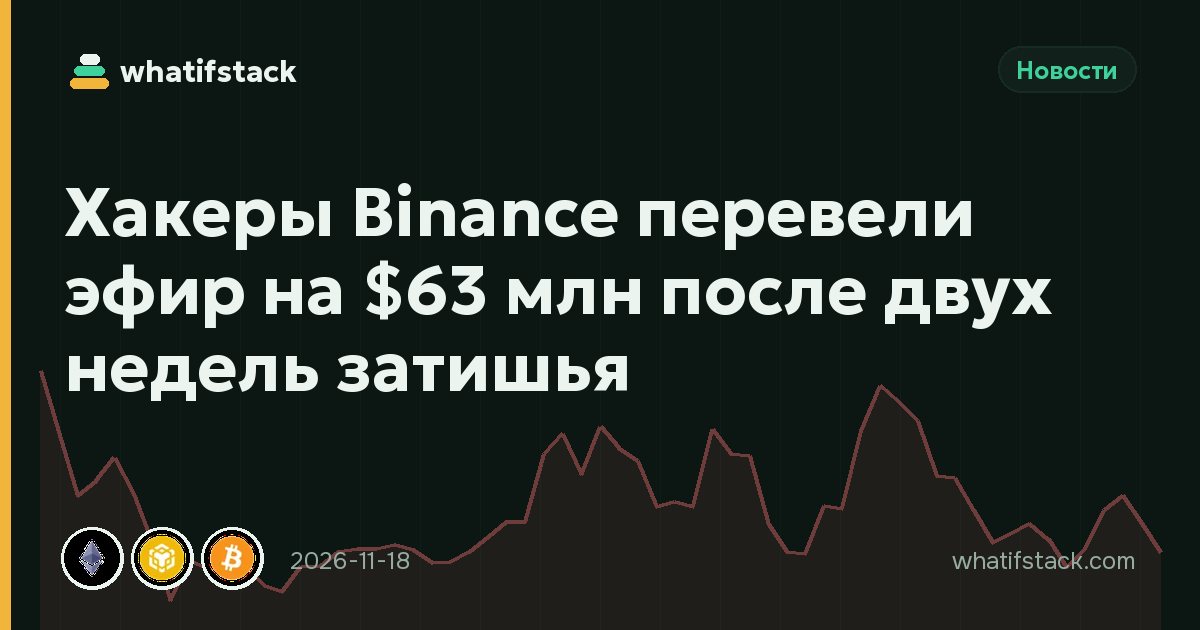 whatifstack
Новости
Хакеры Binance перевели
эфир на $63 млн после двух
недель затишья
2026-11-18
whatifstack.com